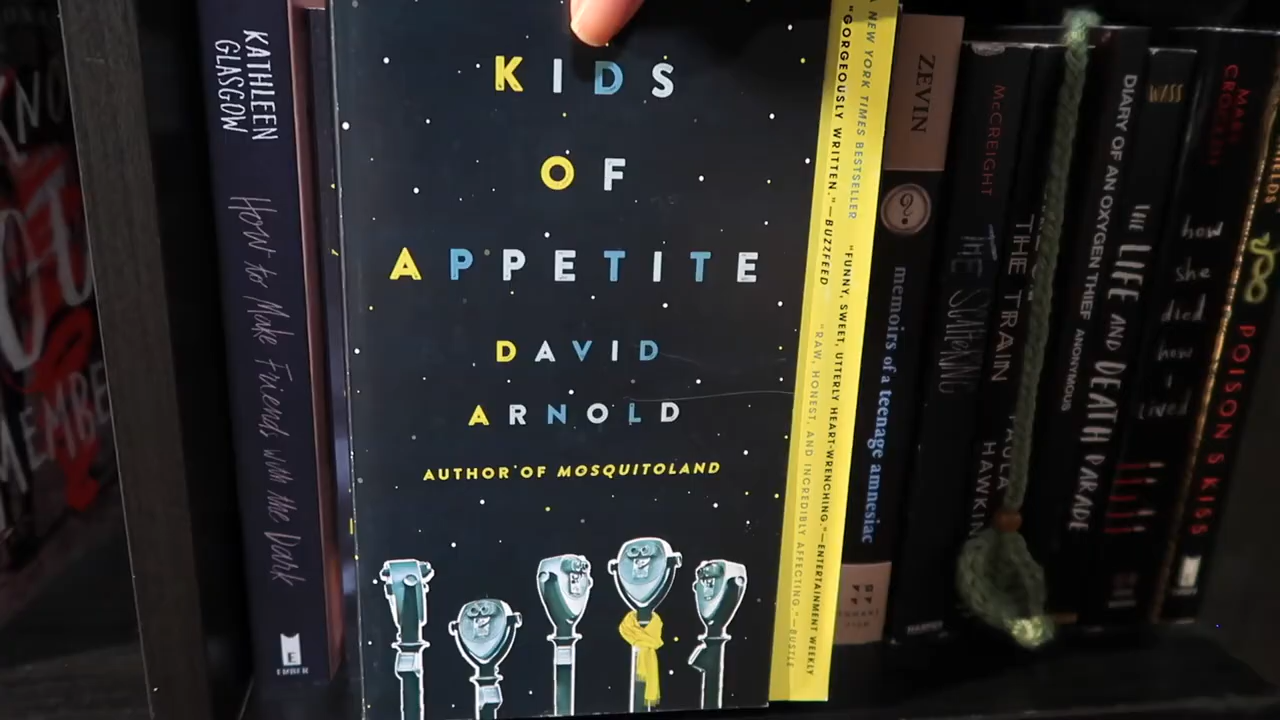 KATHLEEN
GLASGOW
How to Make Friends with the Dark
EMBER
KIDS
OF
APPETITE
DAVID
ARNOLD
AUTHOR OF MOSQUITOLAND
A NEW YORK TIMES BESTSELLER
"GORGEOUSLY WRITTEN."—BUZZFEED
"FUNNY, SWEET, UTTERLY HEART-WRENCHING."—ENTERTAINMENT WEEKLY
"RAW, HONEST, AND INCREDIBLY AFFECTING."—BUSTLE
ZEVIN
memoirs of a teenage amnesiac
McCREIGHT
THE SCATTERING
THE TRAIN
PAULA
HAWKIN
DIARY OF AN OXYGEN THIEF ANONYMOUS
WASS
THE LIFE AND DEATH PARADE
how
she
died
how
I
lived
POISON'S KISS